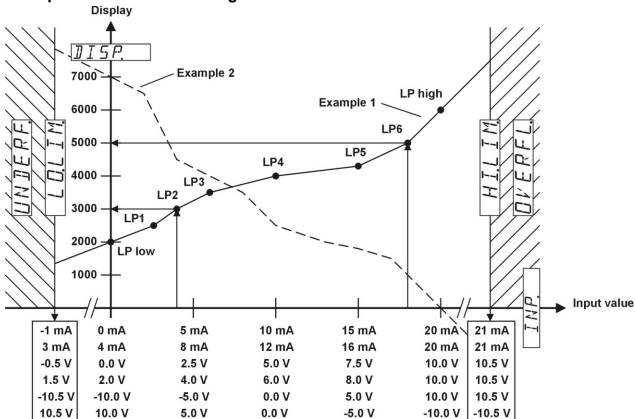 Display
DISP.
7000
6000
5000
4000
3000
2000
1000
Example 2
Example 1
LP high
LP6
LP5
LP4
LP3
LP2
LP1
LP low
UNDERF.
LO.LIM.
HI.LIM.
OVERFL.
INP.
Input value
-1 mA 0 mA 5 mA 10 mA 15 mA 20 mA 21 mA
3 mA 4 mA 8 mA 12 mA 16 mA 20 mA 21 mA
-0.5 V 0.0 V 2.5 V 5.0 V 7.5 V 10.0 V 10.5 V
1.5 V 2.0 V 4.0 V 6.0 V 8.0 V 10.0 V 10.5 V
-10.5 V -10.0 V -5.0 V 0.0 V 5.0 V 10.0 V 10.5 V
10.5 V 10.0 V 5.0 V 0.0 V -5.0 V -10.0 V -10.5 V